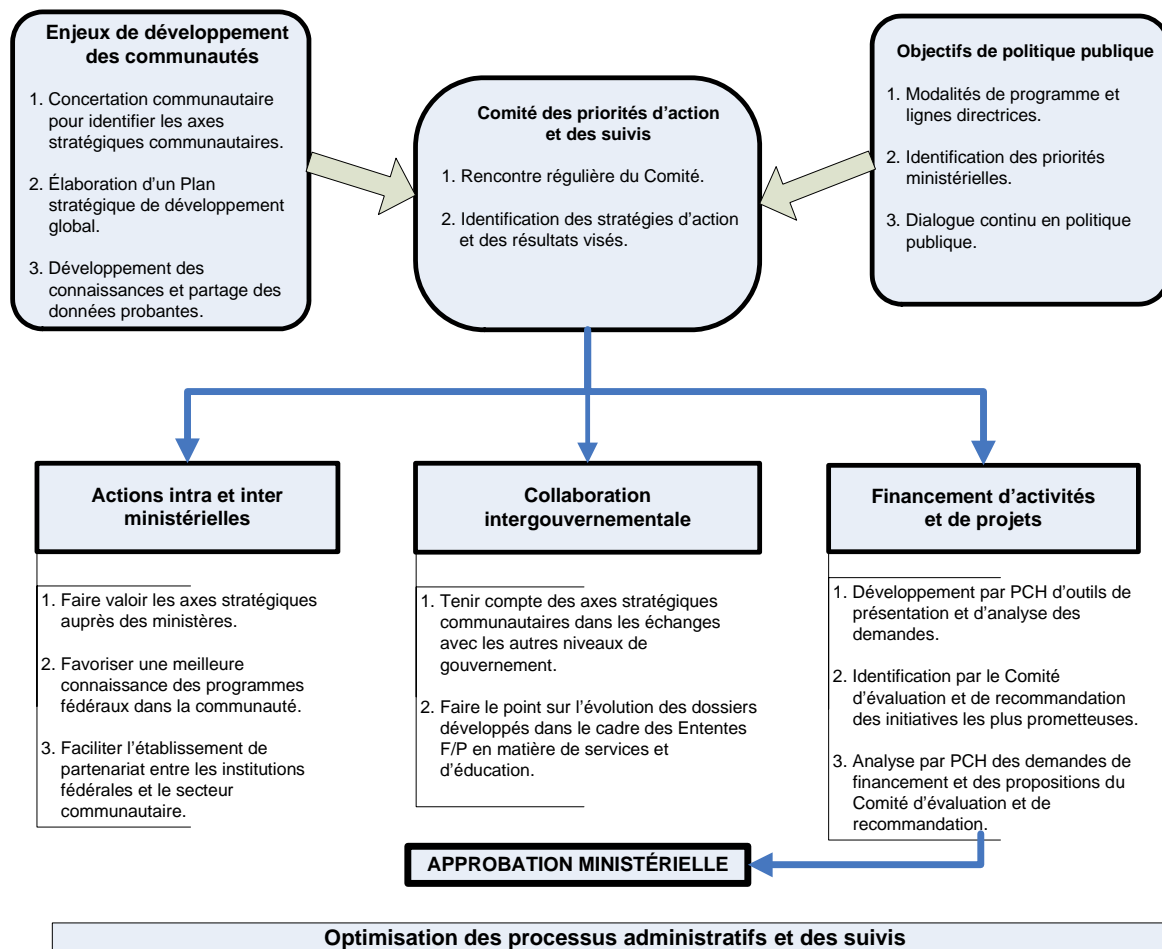 Enjeux de développement
des communautés
1. Concertation communautaire
pour identifier les axes
stratégiques communautaires.
2. Élaboration d'un Plan
stratégique de développement
global.
3. Développement des
connaissances et partage des
données probantes.
Comité des priorités d'action
et des suivis
1. Rencontre régulière du Comité.
2. Identification des stratégies d'action
et des résultats visés.
Objectifs de politique publique
1. Modalités de programme et
lignes directrices.
2. Identification des priorités
ministérielles.
3. Dialogue continu en politique
publique.
Actions intra et inter
ministérielles
1. Faire valoir les axes stratégiques
auprès des ministères.
2. Favoriser une meilleure
connaissance des programmes
fédéraux dans la communauté.
3. Faciliter l'établissement de
partenariat entre les institutions
fédérales et le secteur
communautaire.
Collaboration
intergouvernementale
1. Tenir compte des axes stratégiques
communautaires dans les échanges
avec les autres niveaux de
gouvernement.
2. Faire le point sur l'évolution des dossiers
développés dans le cadre des Ententes
F/P en matière de services et
d'éducation.
Financement d'activités
et de projets
1. Développement par PCH d'outils de
présentation et d'analyse des
demandes.
2. Identification par le Comité
d'évaluation et de recommandation
des initiatives les plus prometteuses.
3. Analyse par PCH des demandes de
financement et des propositions du
Comité d'évaluation et de
recommandation.
APPROBATION MINISTÉRIELLE
Optimisation des processus administratifs et des suivis